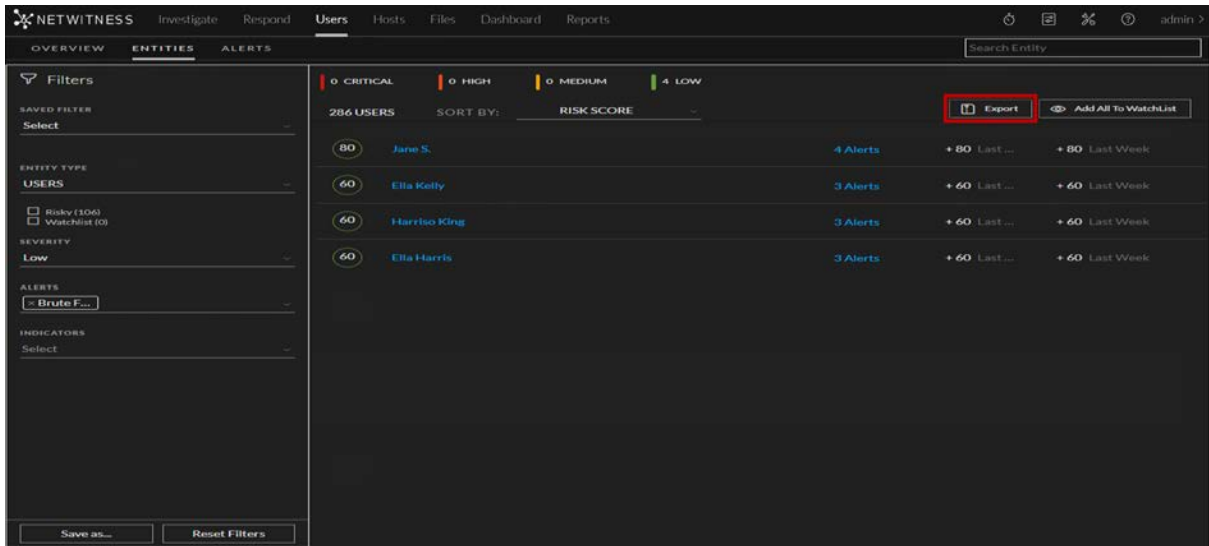 NETWITNESS Investigate Respond Users Hosts Files Dashboard Reports admin >
OVERVIEW ENTITIES ALERTS Search Entity
Filters
SAVED FILTER
Select
ENTITY TYPE
USERS
Risky (106)
Watchlist (0)
SEVERITY
Low
ALERTS
× Brute F...
INDICATORS
Select
Save as... Reset Filters
0 CRITICAL 0 HIGH 0 MEDIUM 4 LOW
286 USERS SORT BY: RISK SCORE Export Add All To WatchList
80 Jane S. 4 Alerts + 80 Last ... + 80 Last Week
60 Ella Kelly 3 Alerts + 60 Last ... + 60 Last Week
60 Harriso King 3 Alerts + 60 Last ... + 60 Last Week
60 Ella Harris 3 Alerts + 60 Last ... + 60 Last Week